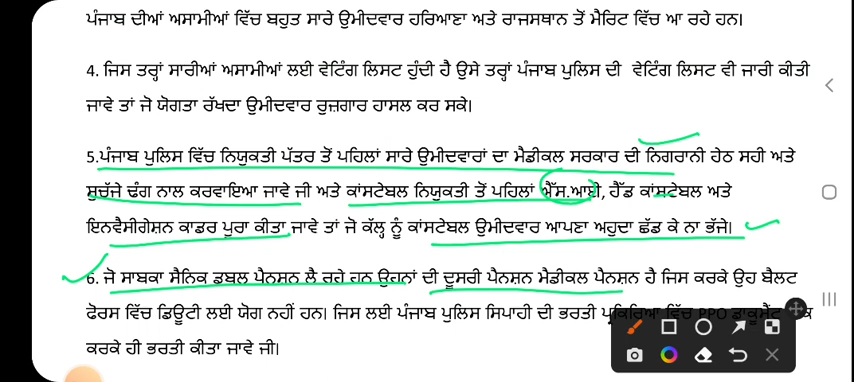 ਪੰਜਾਬ ਦੀਆਂ ਅਸਾਮੀਆਂ ਵਿੱਚ ਬਹੁਤ ਸਾਰੇ ਉਮੀਦਵਾਰ ਹਰਿਆਣਾ ਅਤੇ ਰਾਜਸਥਾਨ ਤੋਂ ਮੈਰਿਟ ਵਿੱਚ ਆ ਰਹੇ ਹਨ।
4. ਜਿਸ ਤਰ੍ਹਾਂ ਸਾਰੀਆਂ ਅਸਾਮੀਆਂ ਲਈ ਵੇਟਿੰਗ ਲਿਸਟ ਹੁੰਦੀ ਹੈ ਉਸੇ ਤਰ੍ਹਾਂ ਪੰਜਾਬ ਪੁਲਿਸ ਦੀ ਵੇਟਿੰਗ ਲਿਸਟ ਵੀ ਜਾਰੀ ਕੀਤੀ
ਜਾਵੇ ਤਾਂ ਜੋ ਯੋਗਤਾ ਰੱਖਦਾ ਉਮੀਦਵਾਰ ਰੁਜ਼ਗਾਰ ਹਾਸਲ ਕਰ ਸਕੇ।
5.ਪੰਜਾਬ ਪੁਲਿਸ ਵਿੱਚ ਨਿਯੁਕਤੀ ਪੱਤਰ ਤੋਂ ਪਹਿਲਾਂ ਸਾਰੇ ਉਮੀਦਵਾਰਾਂ ਦਾ ਮੈਡੀਕਲ ਸਰਕਾਰ ਦੀ ਨਿਗਰਾਨੀ ਹੇਠ ਸਹੀ ਅਤੇ
ਸੁਚੱਜੇ ਢੰਗ ਨਾਲ ਕਰਵਾਇਆ ਜਾਵੇ ਜੀ ਅਤੇ ਕਾਂਸਟੇਬਲ ਨਿਯੁਕਤੀ ਤੋਂ ਪਹਿਲਾਂ ਐੱਸ.ਆਈ, ਹੈੱਡ ਕਾਂਸਟੇਬਲ ਅਤੇ
ਇਨਵੈਸੀਗੇਸ਼ਨ ਕਾਡਰ ਪੁਰਾ ਕੀਤਾ ਜਾਵੇ ਤਾਂ ਜੋ ਕੱਲ੍ਹ ਨੂੰ ਕਾਂਸਟੇਬਲ ਉਮੀਦਵਾਰ ਆਪਣਾ ਅਹੁਦਾ ਛੱਡ ਕੇ ਨਾ ਭੱਜੇ।
6. ਜੋ ਸਾਬਕਾ ਸੈਨਿਕ ਡਬਲ ਪੈਨਸ਼ਨ ਲੈ ਰਹੇ ਹਨ ਉਹਨਾਂ ਦੀ ਦੂਸਰੀ ਪੈਨਸ਼ਨ ਮੈਡੀਕਲ ਪੈਨਸ਼ਨ ਹੈ ਜਿਸ ਕਰਕੇ ਉਹ ਬੈਲਟ
ਫੋਰਸ ਵਿੱਚ ਡਿਊਟੀ ਲਈ ਯੋਗ ਨਹੀਂ ਹਨ। ਜਿਸ ਲਈ ਪੰਜਾਬ ਪੁਲਿਸ ਸਿਪਾਹੀ ਦੀ ਭਰਤੀ ਪ੍ਰਕਿਰਿਆ ਵਿੱਚ PPO ਡਾਕੂਮੈਂਟ
ਕਰਕੇ ਹੀ ਭਰਤੀ ਕੀਤਾ ਜਾਵੇ ਜੀ।